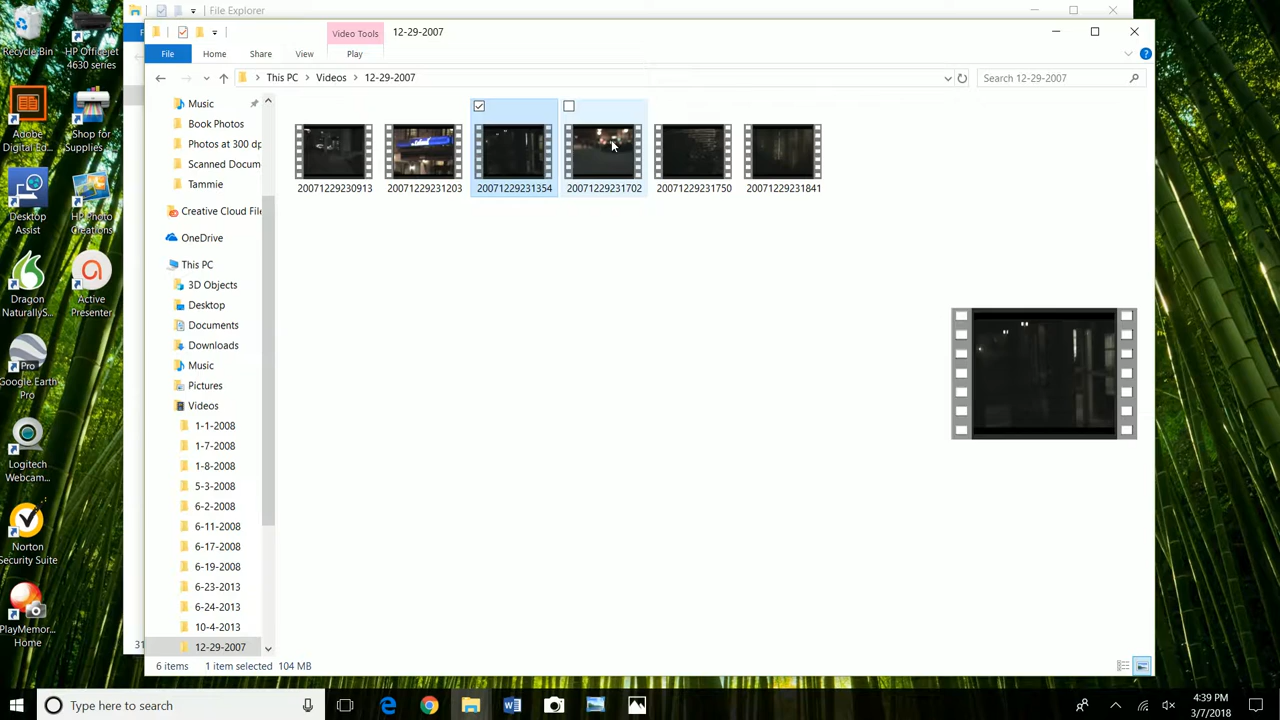 File Explorer
Video Tools
12-29-2007
File
Home
Share
View
Play
This PC
Videos
12-29-2007
Search 12-29-2007
Recycle Bin
HP Officejet
4630 series
Adobe
Digital Ed...
Shop for
Supplies
Desktop
Assist
HP Photo
Creations
Dragon
NaturallyS...
Active
Presenter
Pro
Google Earth
Pro
Logitech
Webcam...
Norton
Security Suite
PlayMemor...
Home
Music
Book Photos
Photos at 300 dp
Scanned Docum
Tammie
Creative Cloud File
OneDrive
This PC
3D Objects
Desktop
Documents
Downloads
Music
Pictures
Videos
1-1-2008
1-7-2008
1-8-2008
5-3-2008
6-2-2008
6-11-2008
6-17-2008
6-19-2008
6-23-2013
6-24-2013
10-4-2013
12-29-2007
20071229230913
20071229231203
20071229231354
20071229231702
20071229231750
20071229231841
31
6 items
1 item selected
104 MB
Type here to search
4:39 PM
3/7/2018